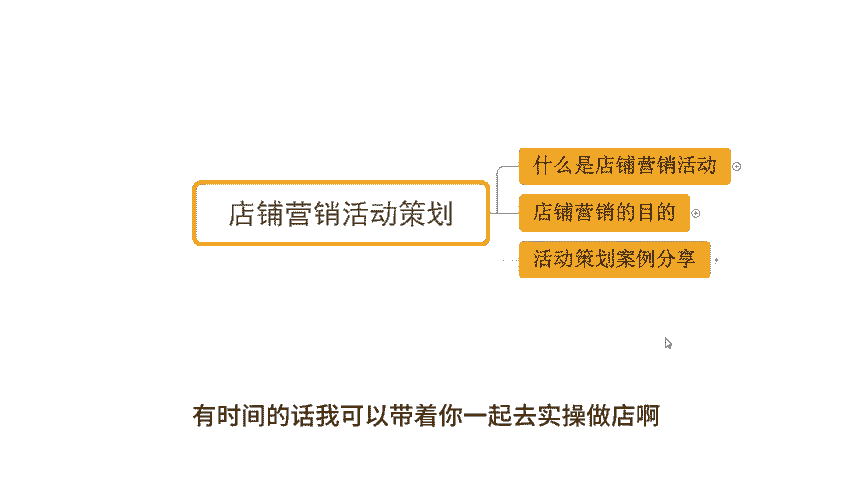 店铺营销活动策划
什么是店铺营销活动
店铺营销的目的
活动策划案例分享
有时间的话我可以带着你一起去实操做店啊